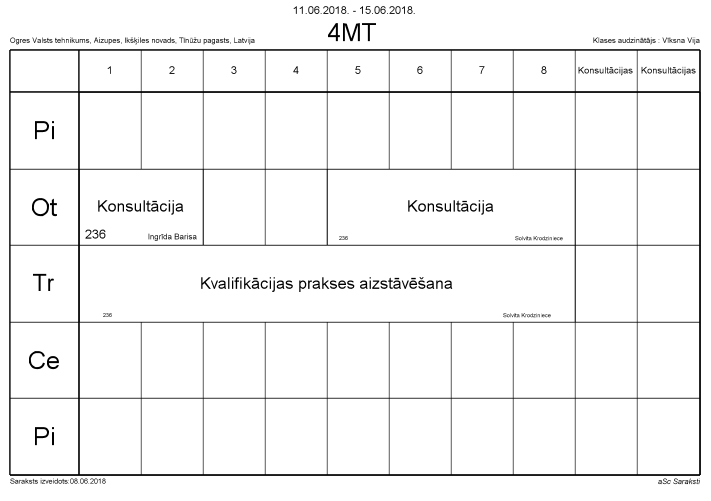 11.06.2018. - 15.06.2018.
Ogres Valsts tehnikums, Aizupes, Ikšķiles novads, Tīnūžu pagasts, Latvija
4MT
Klases audzinātājs : Vīksna Vija
1 2 3 4 5 6 7 8 Konsultācijas Konsultācijas
Pi
Ot
Konsultācija
236 Ingrīda Barisa
Konsultācija
236 Solvita Krodziniece
Tr
Kvalifikācijas prakses aizstāvēšana
236 Solvita Krodziniece
Ce
Pi
Saraksts izveidots:08.06.2018
aSc Saraksti